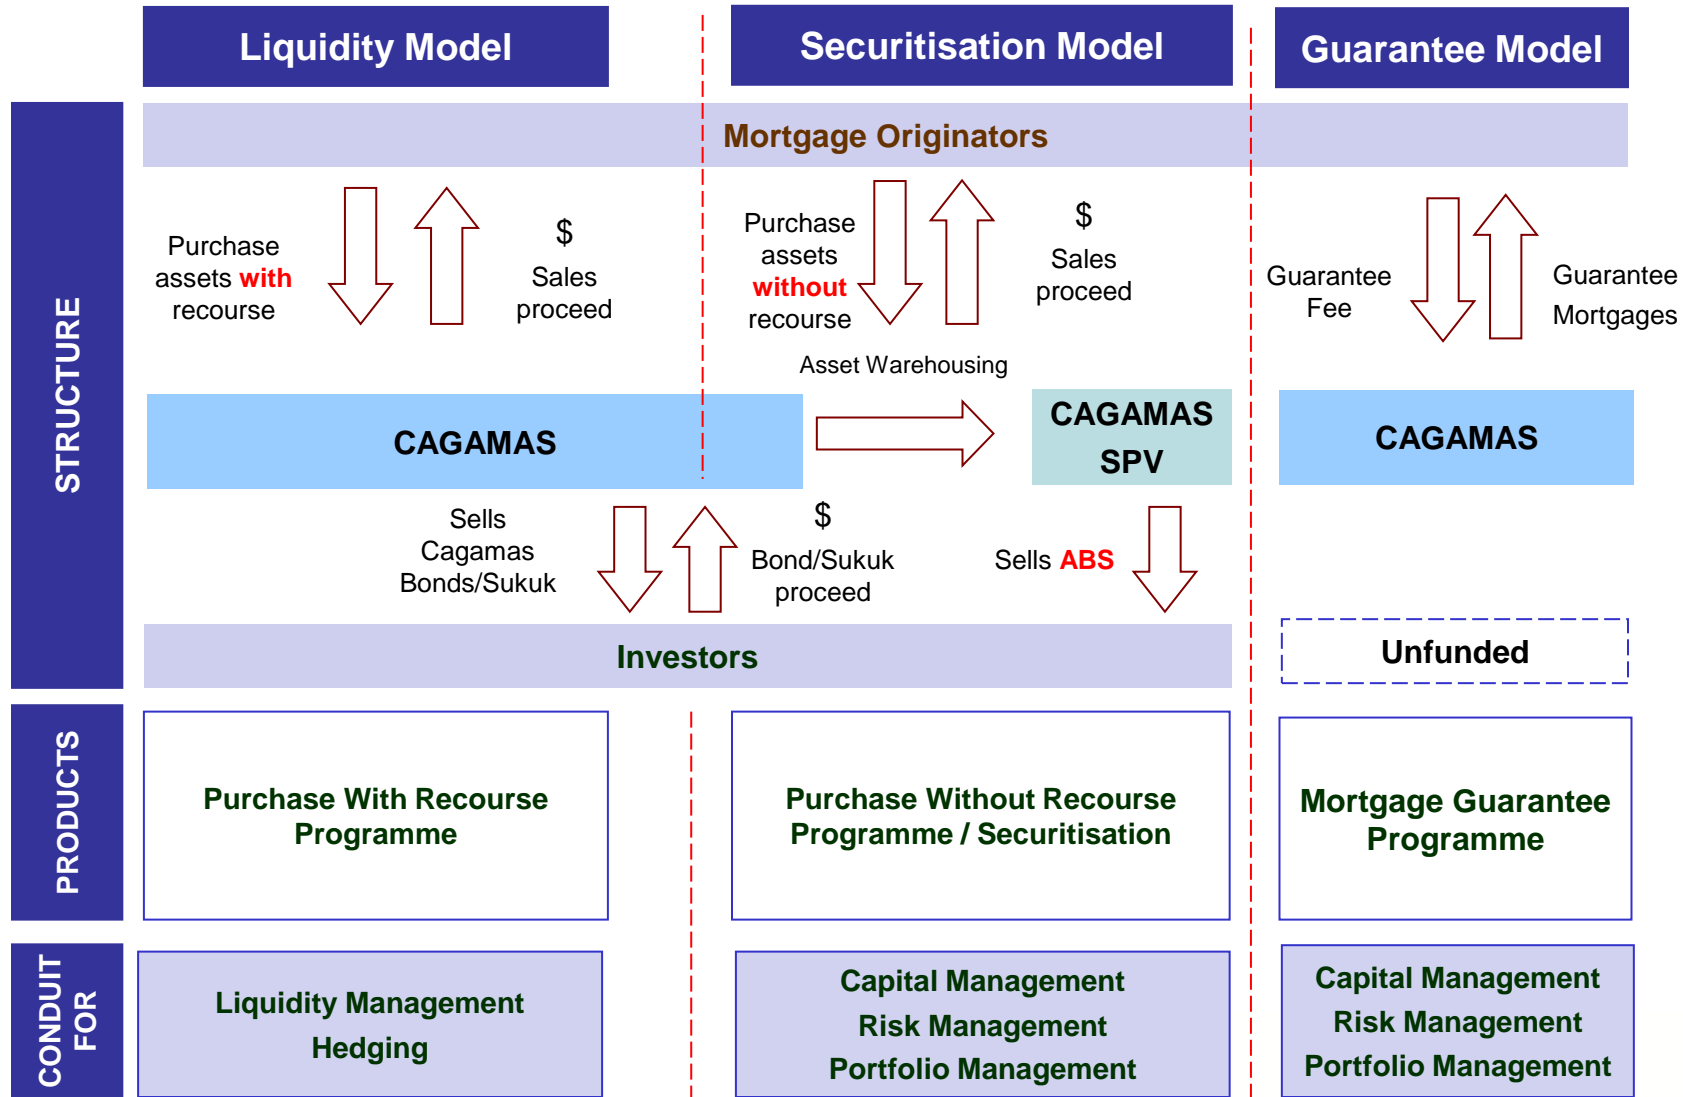 Liquidity Model
Securitisation Model
Guarantee Model
STRUCTURE
Mortgage Originators
Purchase
assets with
recourse
$
Sales
proceed
Purchase
assets
without
recourse
$
Sales
proceed
Guarantee
Fee
Guarantee
Mortgages
Asset Warehousing
CAGAMAS
CAGAMAS
SPV
CAGAMAS
Sells
Cagamas
Bonds/Sukuk
$
Bond/Sukuk
proceed
Sells ABS
Investors
Unfunded
PRODUCTS
Purchase With Recourse
Programme
Purchase Without Recourse
Programme / Securitisation
Mortgage Guarantee
Programme
CONDUIT
FOR
Liquidity Management
Hedging
Capital Management
Risk Management
Portfolio Management
Capital Management
Risk Management
Portfolio Management